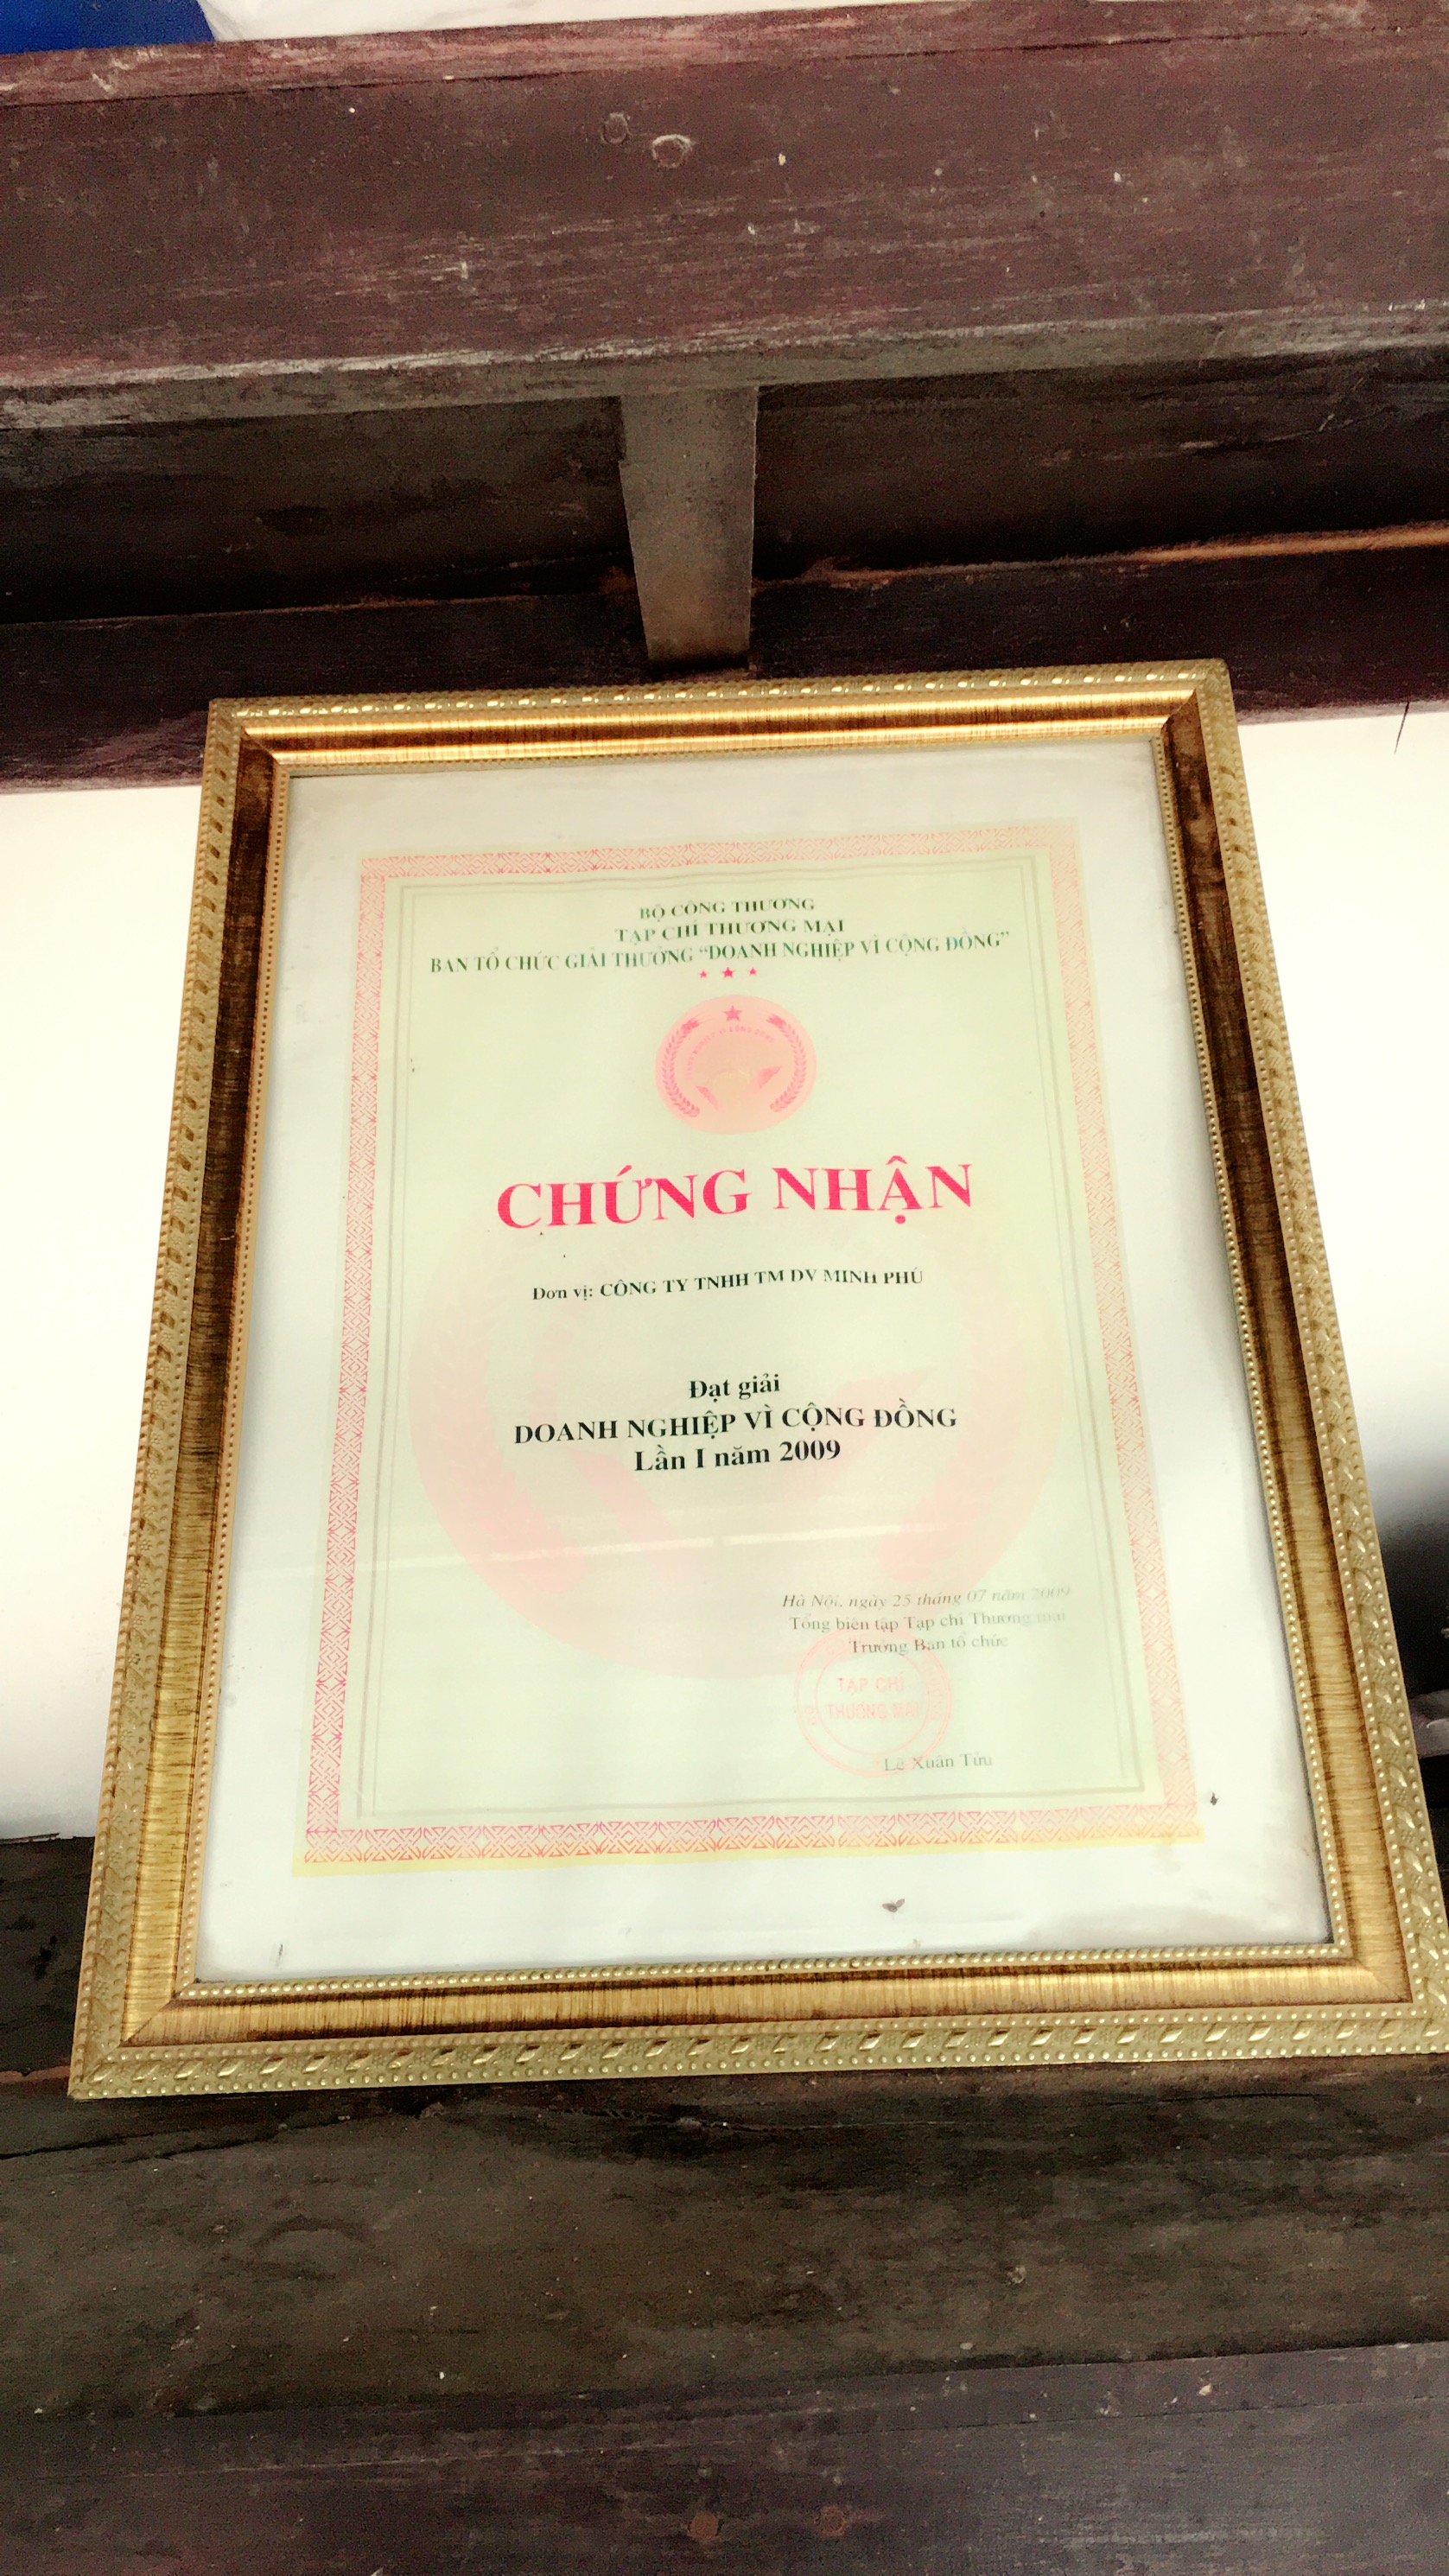 BỘ CÔNG THƯƠNG
TẠP CHÍ THƯƠNG MẠI
BAN TỔ CHỨC GIẢI THƯỞNG “DOANH NGHIỆP VÌ CỘNG ĐỒNG”
CHỨNG NHẬN
Đơn vị: CÔNG TY TNHH TM DV MINH PHÚ
Đạt giải
DOANH NGHIỆP VÌ CỘNG ĐỒNG
Lần I năm 2009
Hà Nội, ngày 25 tháng 07 năm 2009
Tổng biên tập Tạp chí Thương mại
Trưởng Ban tổ chức
TẠP CHÍ
THƯƠNG MẠI
Lê Xuân Tửu